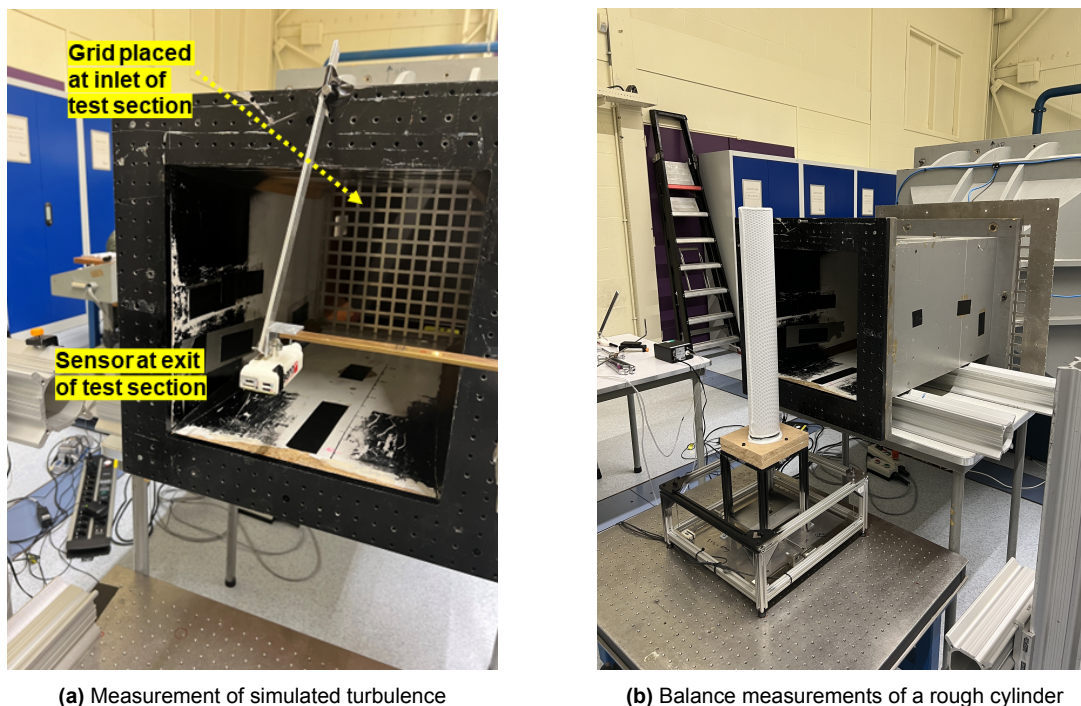 Grid placed
at inlet of
test section
Sensor at exit
of test section
(a) Measurement of simulated turbulence
(b) Balance measurements of a rough cylinder